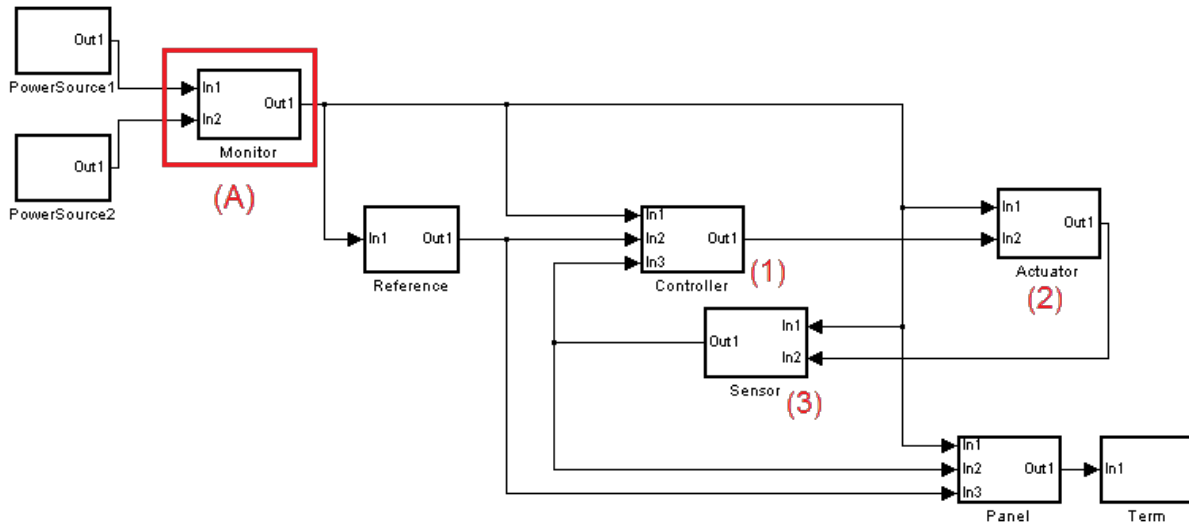 Out1
PowerSource1
Out1
PowerSource2
In1
In2
Out1
Monitor
(A)
In1
Out1
Reference
In1
In2
In3
Out1
Controller
(1)
In1
In2
Out1
Actuator
(2)
Out1
In1
In2
Sensor
(3)
In1
In2
In3
Out1
Panel
In1
Term